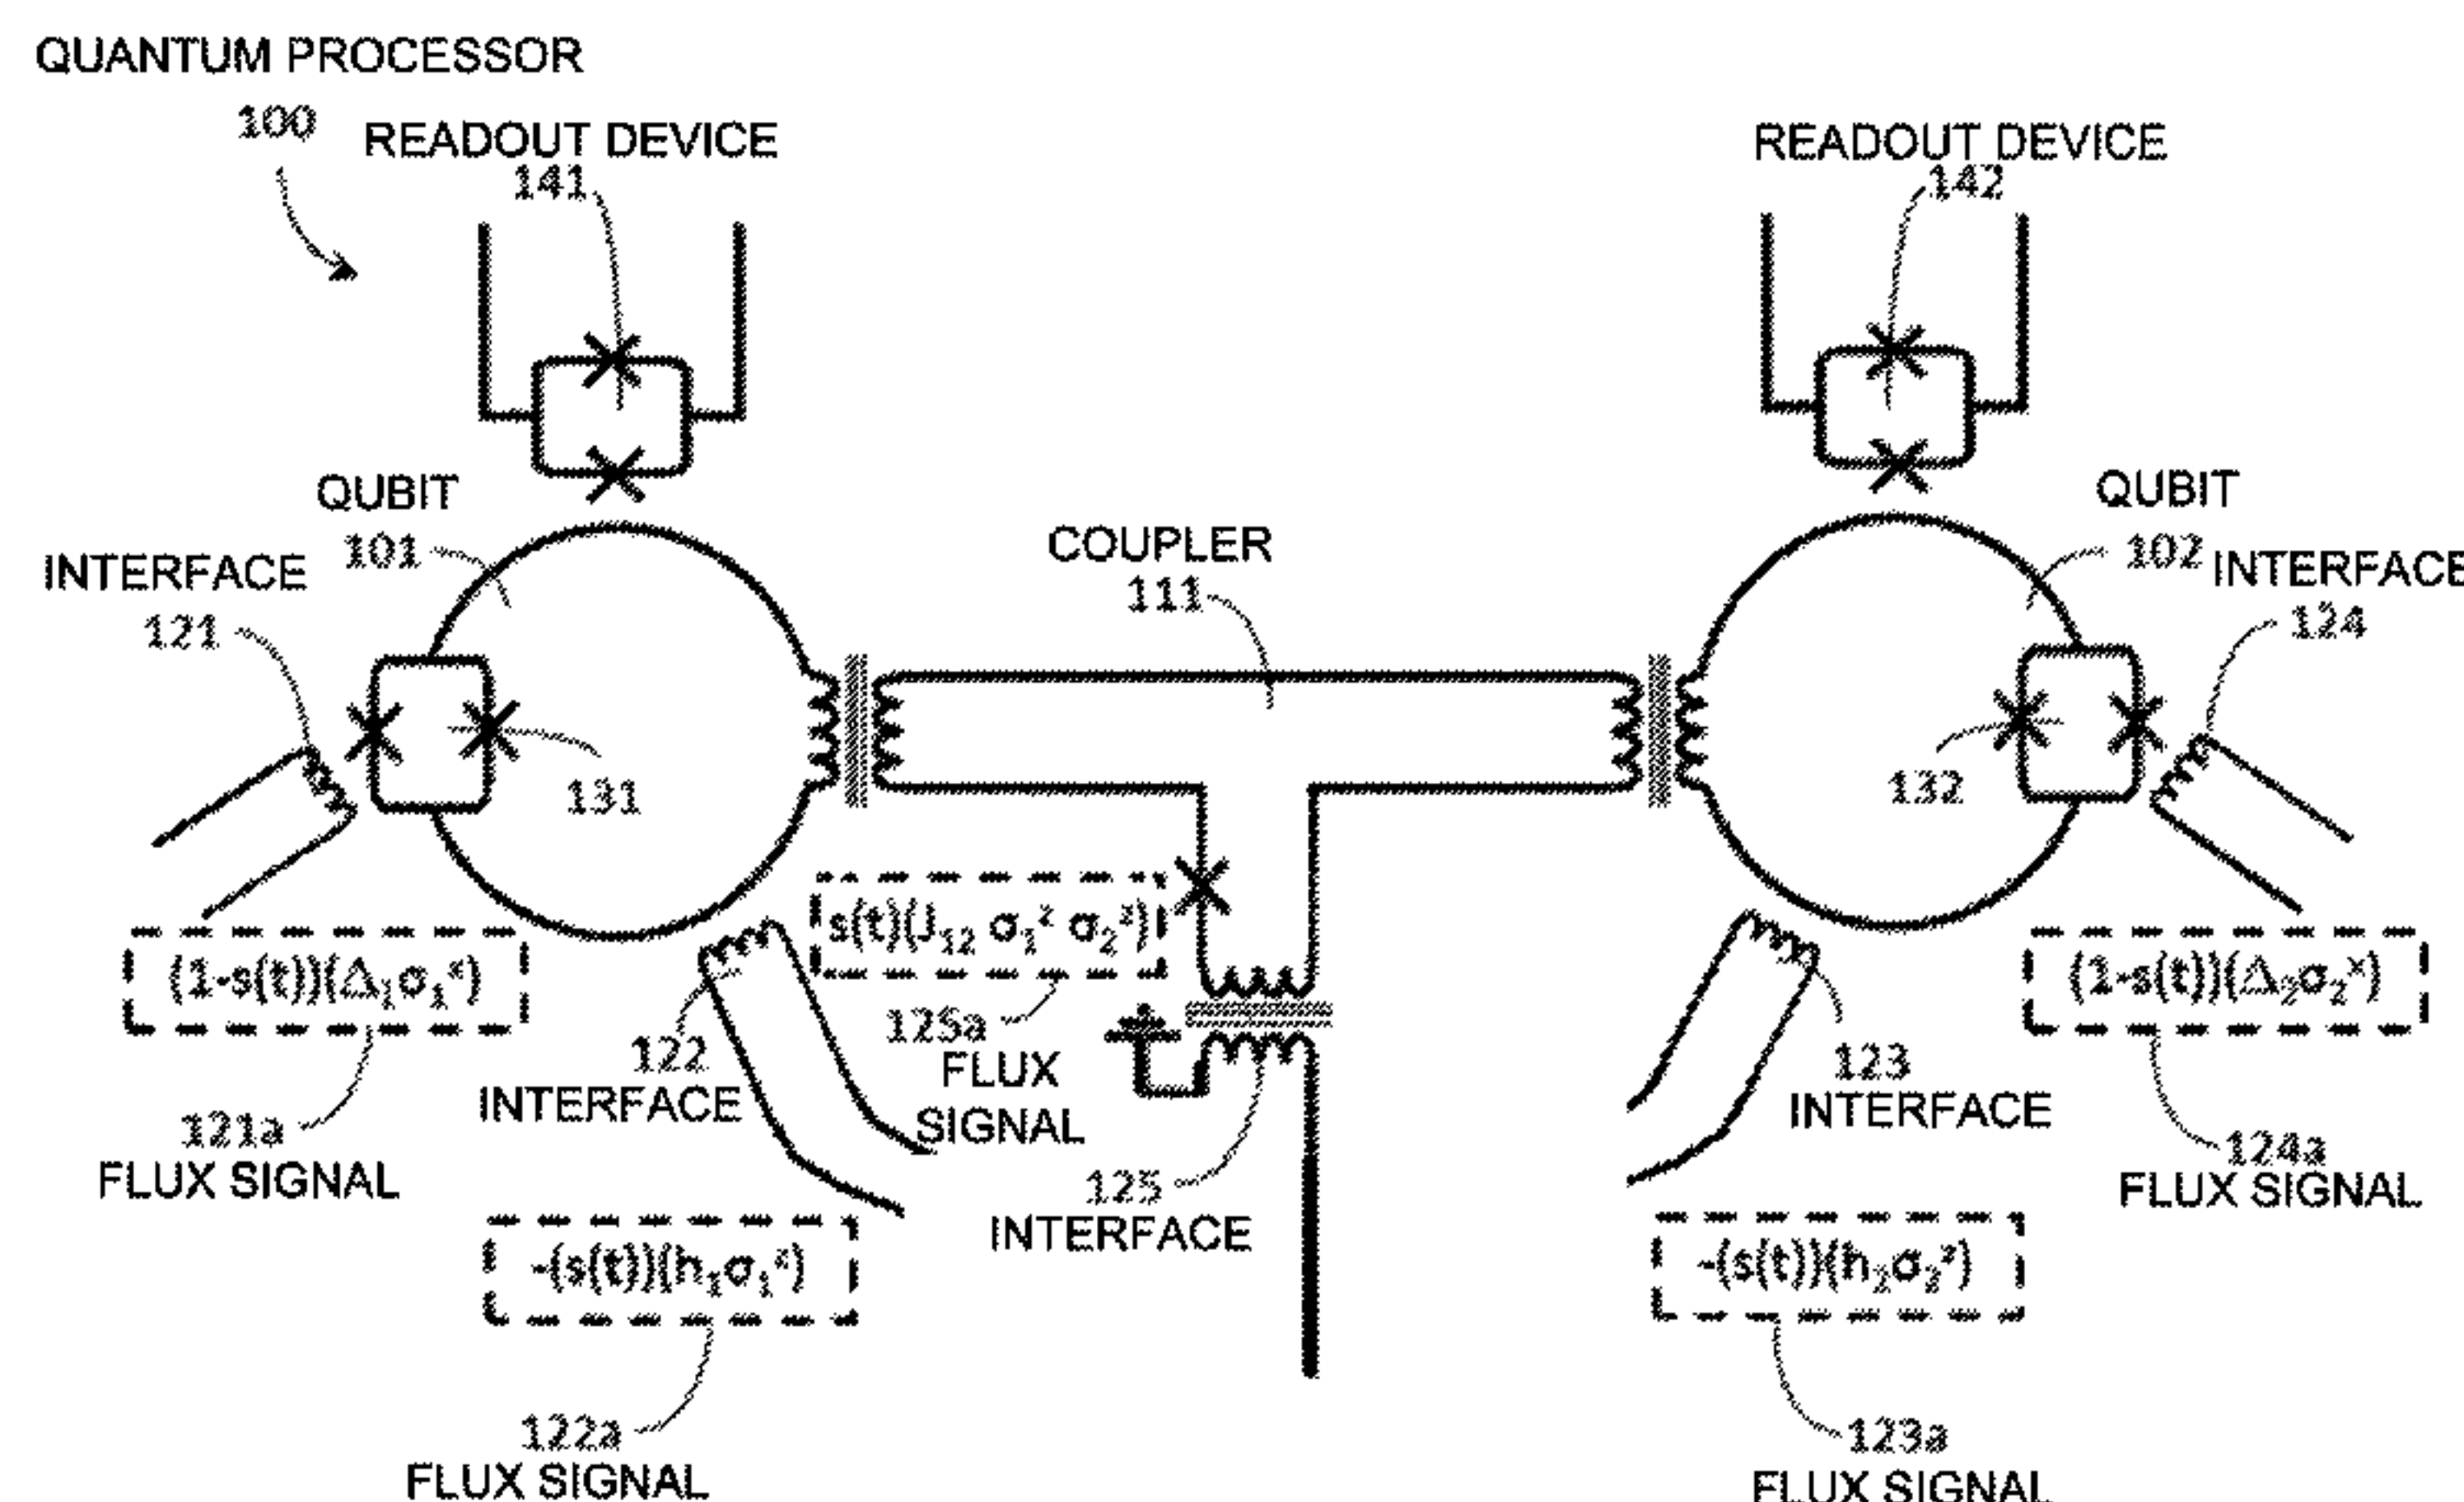 QUANTUM PROCESSOR
100
READOUT DEVICE
141
READOUT DEVICE
142
QUBIT
101
INTERFACE
121
COUPLER
111
QUBIT
102
INTERFACE
124
131
132
s(t)(J₁₂ σ₁ᶻ σ₂ᶻ)
125a
FLUX
SIGNAL
(1-s(t))(Δ₁σ₁ˣ)
121a
FLUX SIGNAL
122
INTERFACE
125
INTERFACE
123
INTERFACE
(1-s(t))(Δ₂σ₂ˣ)
124a
FLUX SIGNAL
-(s(t))(h₁σ₁ᶻ)
122a
FLUX SIGNAL
-(s(t))(h₂σ₂ᶻ)
123a
FLUX SIGNAL